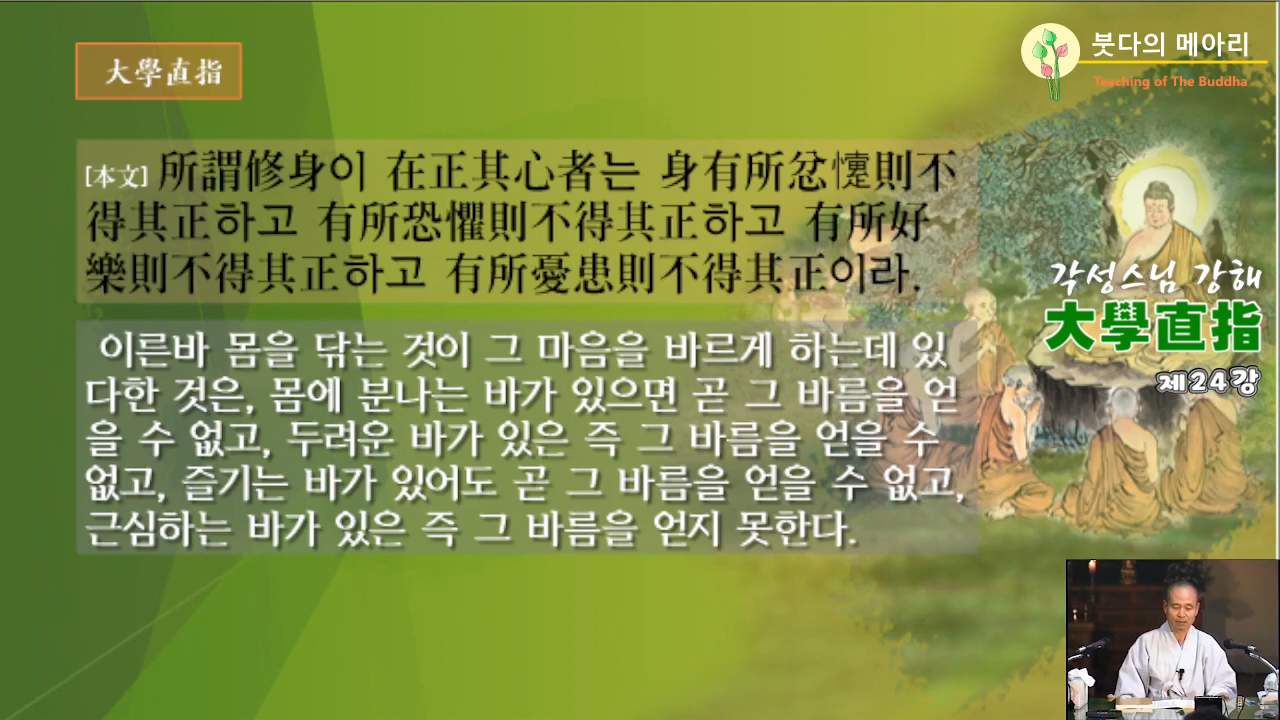 大學直指
붓다의 메아리
Teaching of The Buddha
[本文] 所謂修身이 在正其心者는 身有所忿懥則不
得其正하고 有所恐懼則不得其正하고 有所好
樂則不得其正하고 有所憂患則不得其正이라.
이른바 몸을 닦는 것이 그 마음을 바르게 하는데 있
다한 것은, 몸에 분나는 바가 있으면 곧 그 바름을 얻
을 수 없고, 두려운 바가 있은 즉 그 바름을 얻을 수
없고, 즐기는 바가 있어도 곧 그 바름을 얻을 수 없고,
근심하는 바가 있은 즉 그 바름을 얻지 못한다.
각성스님 강해
大學直指
제24강